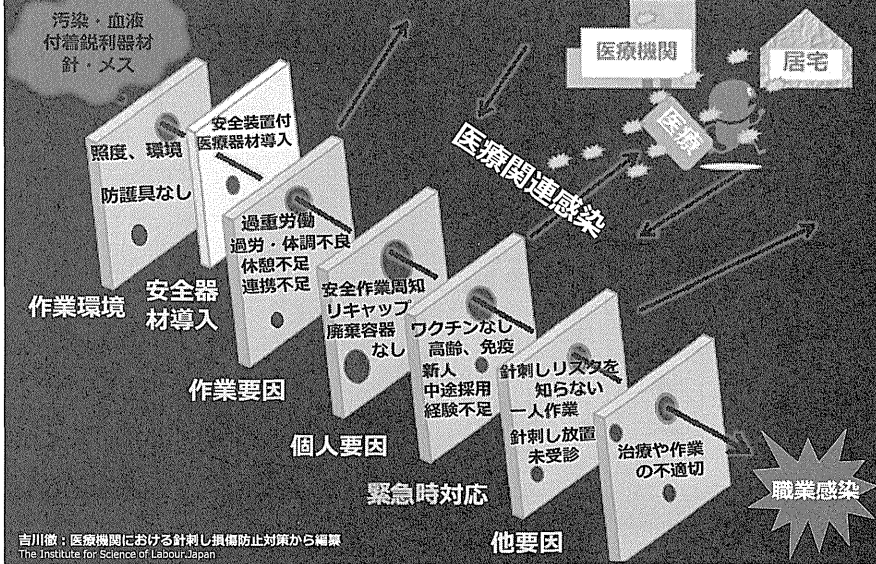 汚染・血液
付着鋭利器材
針・メス
医療機関
居宅
医療
医療関連感染
照度、環境
防護具なし
作業環境
安全装置付
医療器材導入
安全器
材導入
過重労働
過労・体調不良
休憩不足
連携不足
作業要因
安全作業周知
リキャップ
廃棄容器
なし
個人要因
ワクチンなし
高齢、免疫
新人
中途採用
経験不足
緊急時対応
針刺しリスクを
知らない
一人作業
針刺し放置
未受診
他要因
治療や作業
の不適切
職業感染
吉川徹：医療機関における針刺し損傷防止対策から編纂
The Institute for Science of Labour.Japan